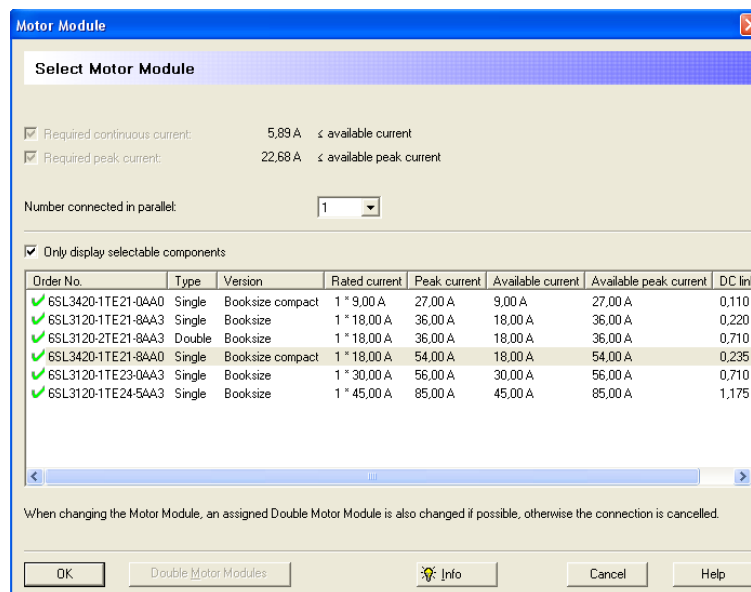 Motor Module
Select Motor Module
Required continuous current: 5,89 A ≤ available current
Required peak current: 22,68 A ≤ available peak current
Number connected in parallel: 1
Only display selectable components
Order No. Type Version Rated current Peak current Available current Available peak current DC lin
6SL3420-1TE21-0AA0 Single Booksize compact 1 * 9,00 A 27,00 A 9,00 A 27,00 A 0,110
6SL3120-1TE21-8AA3 Single Booksize 1 * 18,00 A 36,00 A 18,00 A 36,00 A 0,220
6SL3120-2TE21-8AA3 Double Booksize 1 * 18,00 A 36,00 A 18,00 A 36,00 A 0,710
6SL3420-1TE21-8AA0 Single Booksize compact 1 * 18,00 A 54,00 A 18,00 A 54,00 A 0,235
6SL3120-1TE23-0AA3 Single Booksize 1 * 30,00 A 56,00 A 30,00 A 56,00 A 0,710
6SL3120-1TE24-5AA3 Single Booksize 1 * 45,00 A 85,00 A 45,00 A 85,00 A 1,175
When changing the Motor Module, an assigned Double Motor Module is also changed if possible, otherwise the connection is cancelled.
OK Double Motor Modules Info Cancel Help